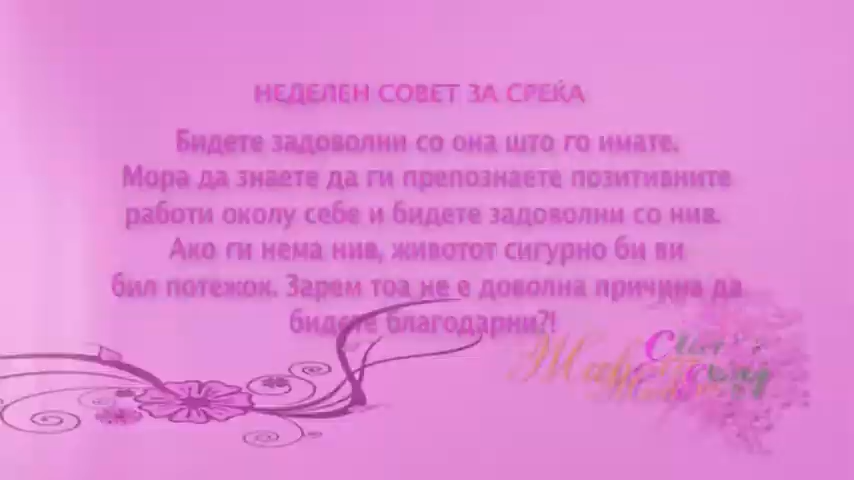 НЕДЕЛЕН СОВЕТ ЗА СРЕЌА
Бидете задоволни со она што го имате.
Мора да знаете да ги препознаете позитивните
работи околу себе и бидете задоволни со нив.
Ако ги нема нив, животот сигурно би ви
бил потежок. Зарем тоа не е доволна причина да
бидете благодарни?!